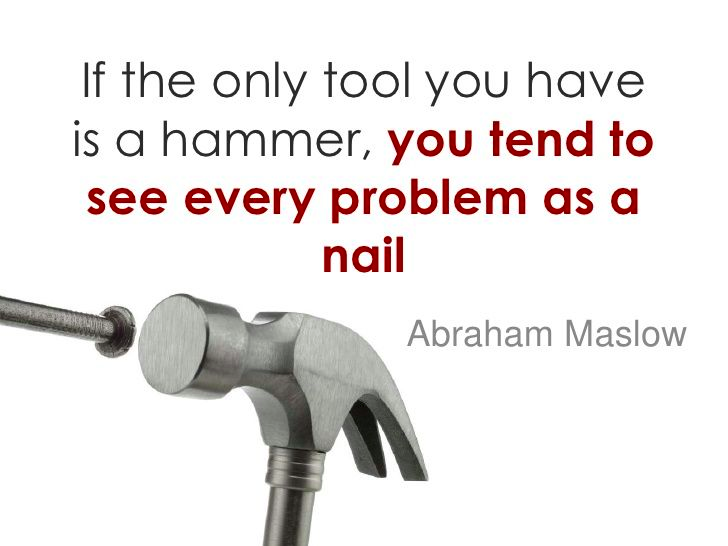 If the only tool you have
is a hammer, you tend to
see every problem as a
nail
Abraham Maslow